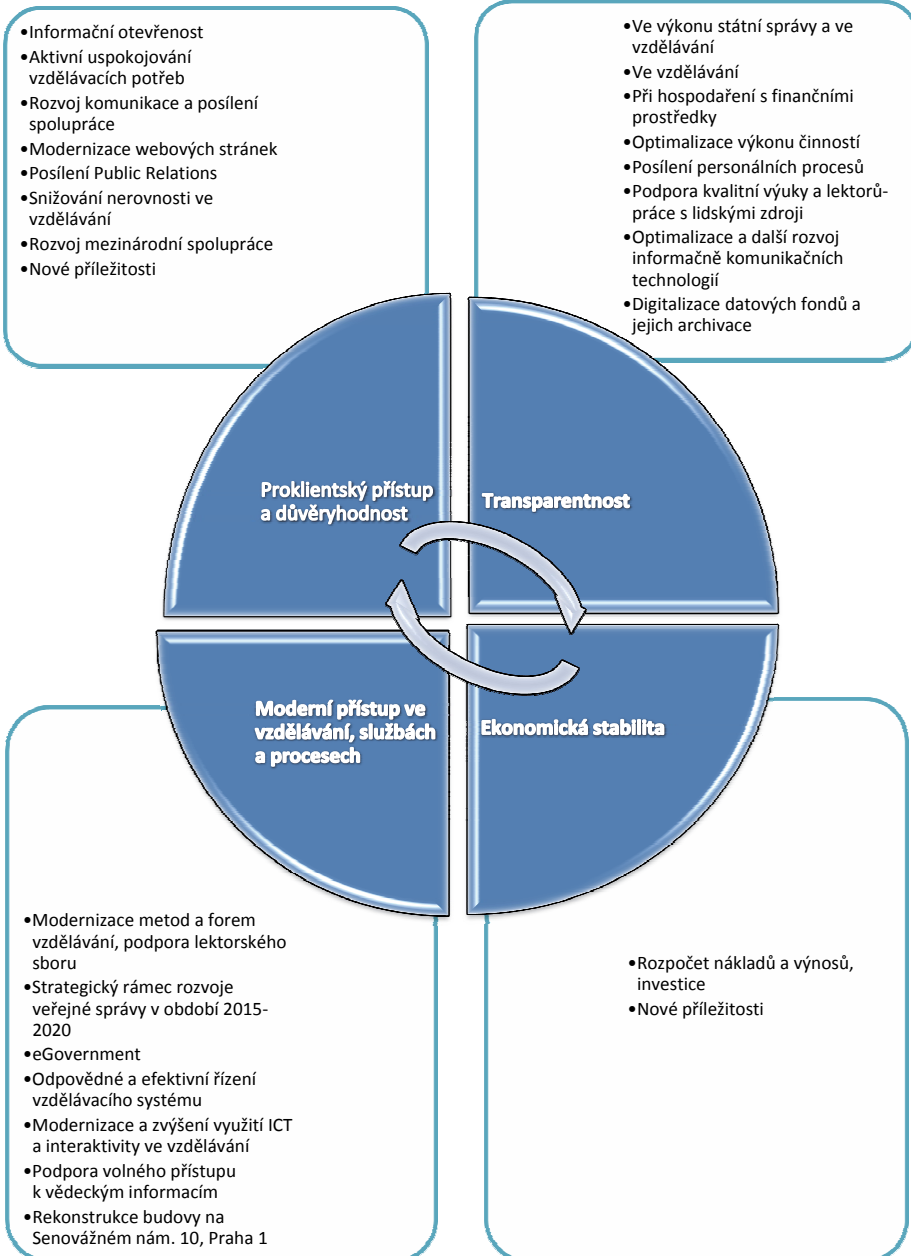 •Informační otevřenost
•Aktivní uspokojování
vzdělávacích potřeb
•Rozvoj komunikace a posílení
spolupráce
•Modernizace webových stránek
•Posílení Public Relations
•Snižování nerovnosti ve
vzdělávání
•Rozvoj mezinárodní spolupráce
•Nové příležitosti
•Ve výkonu státní správy a ve
vzdělávání
•Ve vzdělávání
•Při hospodaření s finančními
prostředky
•Optimalizace výkonu činností
•Posílení personálních procesů
•Podpora kvalitní výuky a lektorů-
práce s lidskými zdroji
•Optimalizace a další rozvoj
informačně komunikačních
technologií
•Digitalizace datových fondů a
jejich archivace
Proklientský přístup
a důvěryhodnost
Transparentnost
Moderní přístup ve
vzdělávání, službách
a procesech
Ekonomická stabilita
•Modernizace metod a forem
vzdělávání, podpora lektorského
sboru
•Strategický rámec rozvoje
veřejné správy v období 2015-
2020
•eGovernment
•Odpovědné a efektivní řízení
vzdělávacího systému
•Modernizace a zvýšení využití ICT
a interaktivity ve vzdělávání
•Podpora volného přístupu
k vědeckým informacím
•Rekonstrukce budovy na
Senovážném nám. 10, Praha 1
•Rozpočet nákladů a výnosů,
investice
•Nové příležitosti